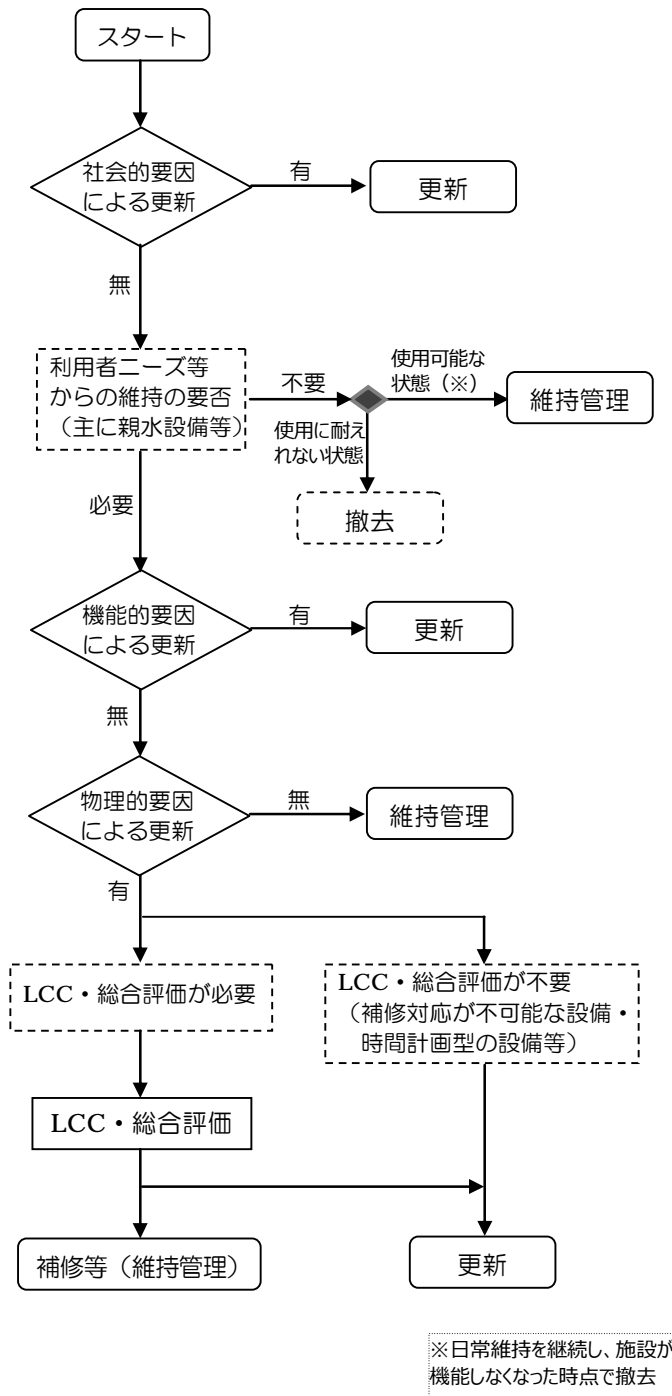 スタート
社会的要因
による更新
有
更新
無
利用者ニーズ等
からの維持の要否
（主に親水設備等）
不要
使用可能な
状態（※）
維持管理
使用に耐え
れない状態
撤去
必要
機能的要因
による更新
有
更新
無
物理的要因
による更新
無
維持管理
有
LCC・総合評価が必要
LCC・総合評価が不要
（補修対応が不可能な設備・
時間計画型の設備等）
LCC・総合評価
補修等（維持管理）
更新
※日常維持を継続し、施設が
機能しなくなった時点で撤去